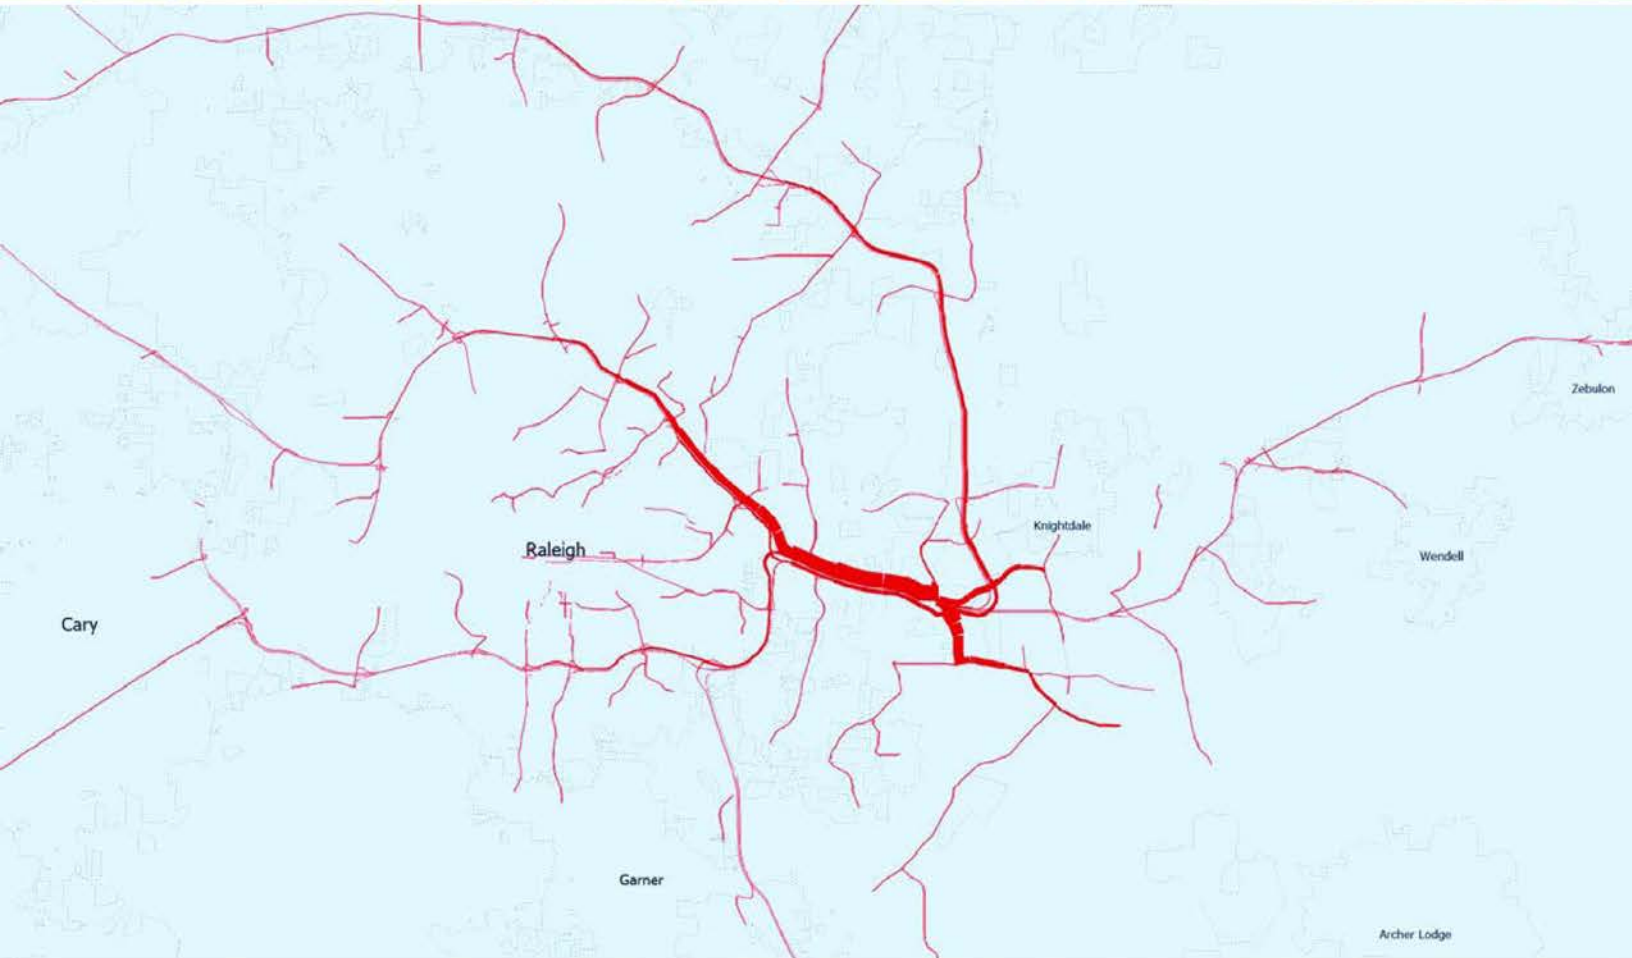 Zebulon
Knightdale
Raleigh
Wendell
Cary
Garner
Archer Lodge